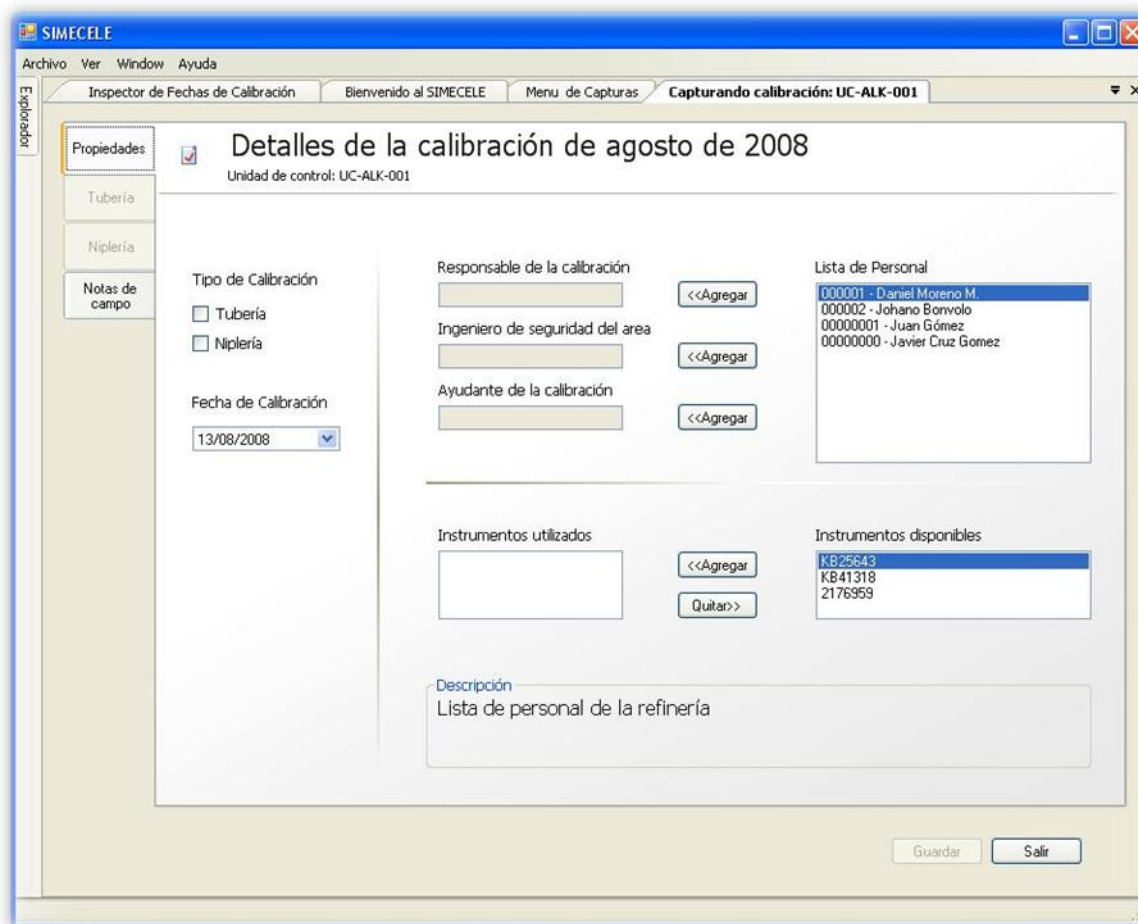 SIMECELE
Archivo Ver Window Ayuda
Explorador
Inspector de Fechas de Calibración
Bienvenido al SIMECELE
Menu de Capturas
Capturando calibración: UC-ALK-001
Propiedades
Tubería
Niplería
Notas de
campo
Detalles de la calibración de agosto de 2008
Unidad de control: UC-ALK-001
Tipo de Calibración
Tubería
Niplería
Fecha de Calibración
13/08/2008
Responsable de la calibración
<<Agregar
Ingeniero de seguridad del area
<<Agregar
Ayudante de la calibración
<<Agregar
Lista de Personal
000001 - Daniel Moreno M.
000002 - Johano Bonvolo
00000001 - Juan Gómez
00000000 - Javier Cruz Gomez
Instrumentos utilizados
<<Agregar
Quitar>>
Instrumentos disponibles
KB25643
KB41318
2176959
Descripción
Lista de personal de la refinería
Guardar
Salir